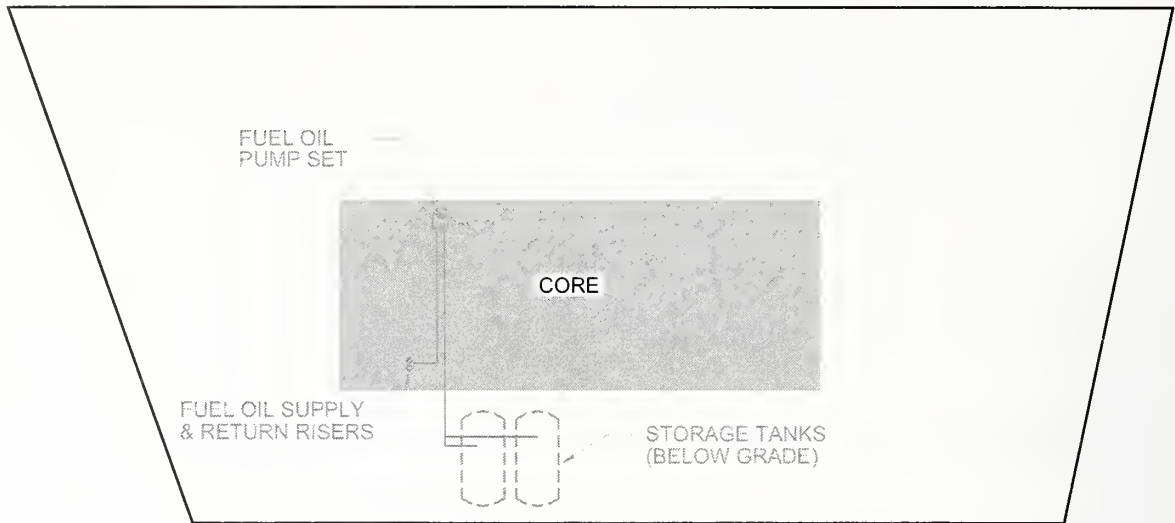 FUEL OIL
PUMP SET
CORE
FUEL OIL SUPPLY
& RETURN RISERS
STORAGE TANKS
(BELOW GRADE)